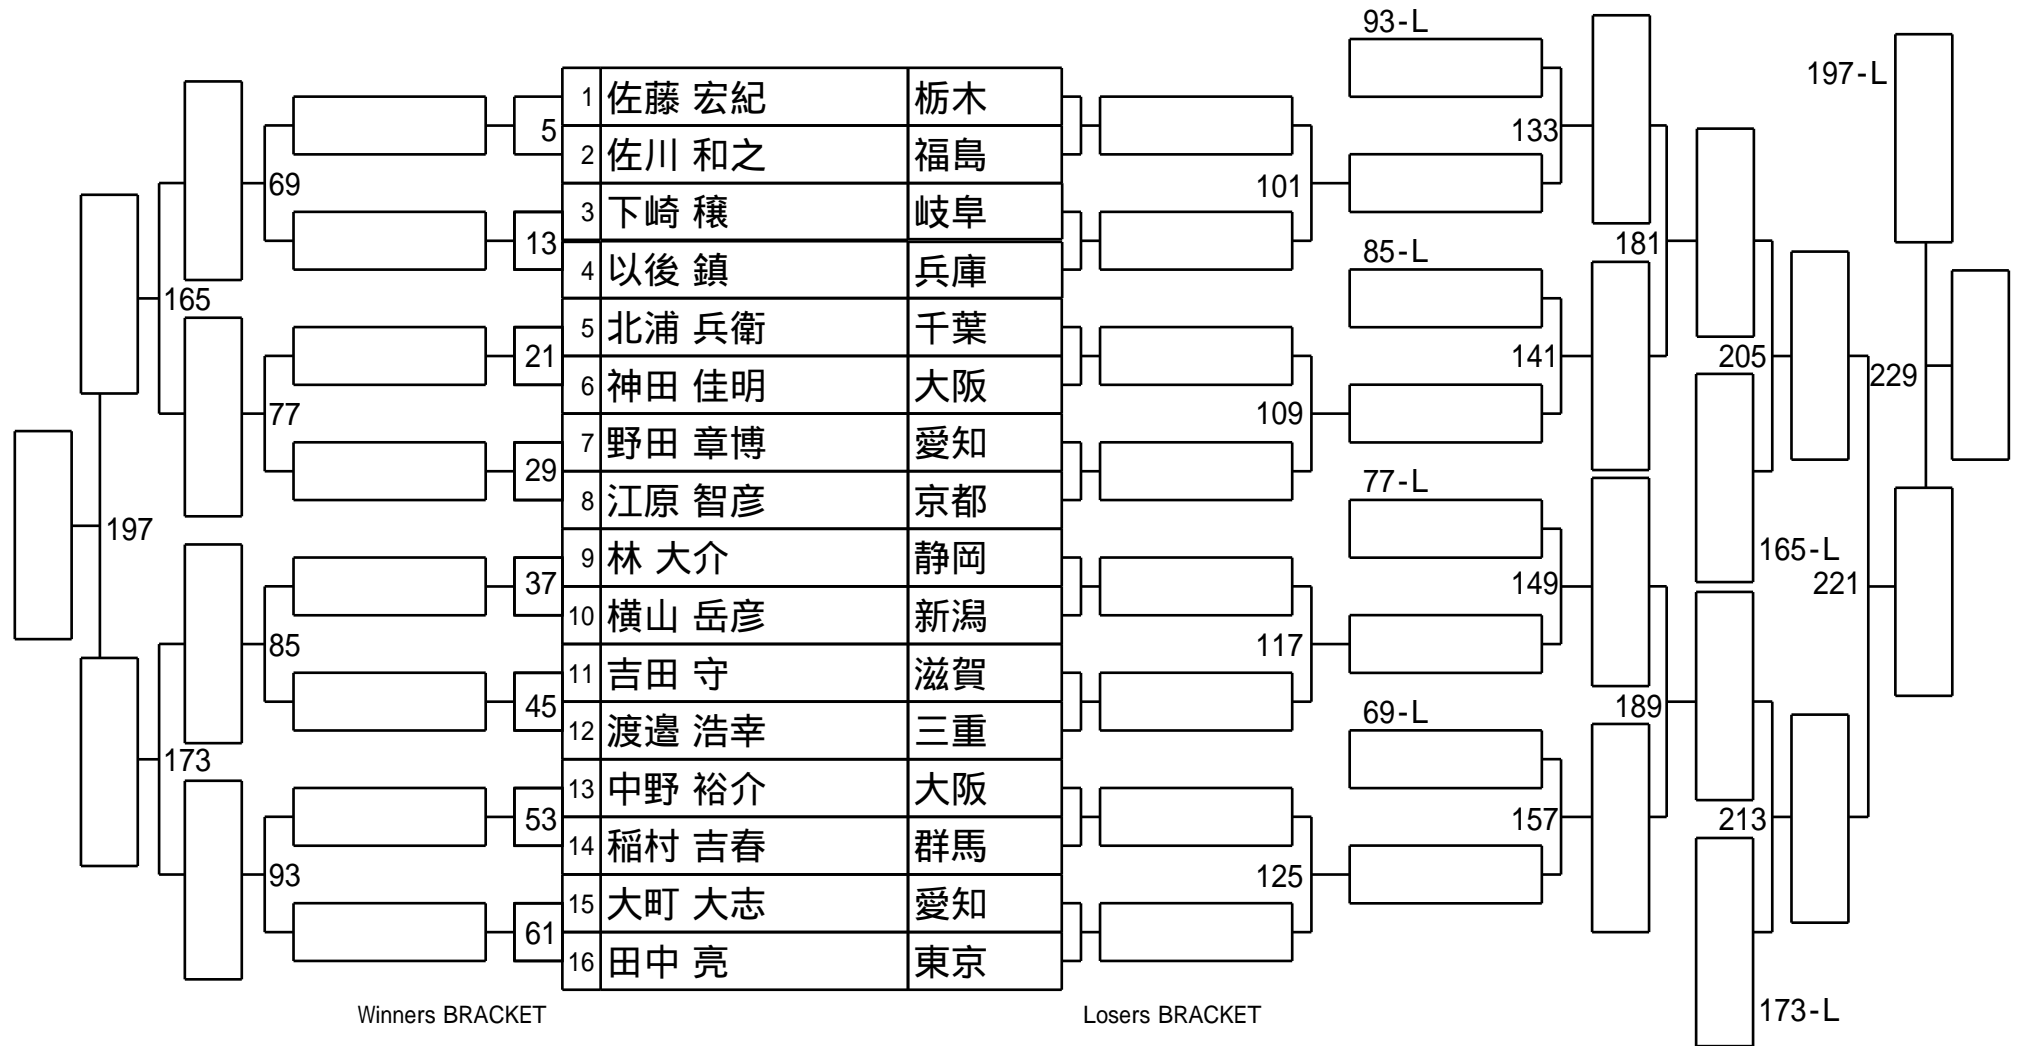 93-L
197-L
1 佐藤 宏紀 栃木
5
133
2 佐川 和之 福島
69
101
3 下崎 穣 岐阜
13
181
85-L
4 以後 鎮 兵庫
165
5 北浦 兵衛 千葉
21
141
205
229
6 神田 佳明 大阪
77
109
7 野田 章博 愛知
29
77-L
8 江原 智彦 京都
197
9 林 大介 静岡
165-L
37
149
221
10 横山 岳彦 新潟
85
117
11 吉田 守 滋賀
45
189
69-L
12 渡邉 浩幸 三重
173
13 中野 裕介 大阪
53
157
213
14 稲村 吉春 群馬
93
125
15 大町 大志 愛知
61
16 田中 亮 東京
Winners BRACKET
Losers BRACKET
173-L